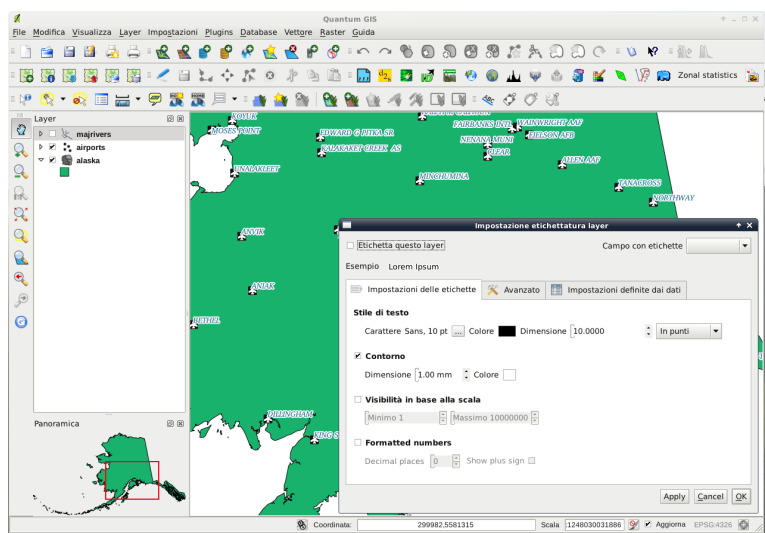 Quantum GIS
File Modifica Visualizza Layer Impostazioni Plugins Database Vettore Raster Guida
Zonal statistics
Layer
majrivers
airports
alaska
Panoramica
MOSES POINT
EDWARD G PITKA SR
KALAKAKET CREEK AS
UNALAKLEET
FAIRBANKS INTL
WAINWRIGHT AAF
EIELSON AFB
NENANA MUNI
CLEAR
ALLEN AAF
MINCHUMINA
TANACROSS
NORTHWAY
ANVIK
ANIAK
BETHEL
DILLINGHAM
KING S
Impostazione etichettatura layer
Etichetta questo layer
Campo con etichette
Esempio Lorem Ipsum
Impostazioni delle etichette Avanzato Impostazioni definite dai dati
Stile di testo
Carattere Sans, 10 pt ... Colore Dimensione 10.0000 In punti
Contorno
Dimensione 1.00 mm Colore
Visibilità in base alla scala
Minimo 1 Massimo 10000000
Formatted numbers
Decimal places 0 Show plus sign
Apply Cancel OK
Coordinata: 299982,5581315 Scala :1248030031886 Aggiorna EPSG:4326